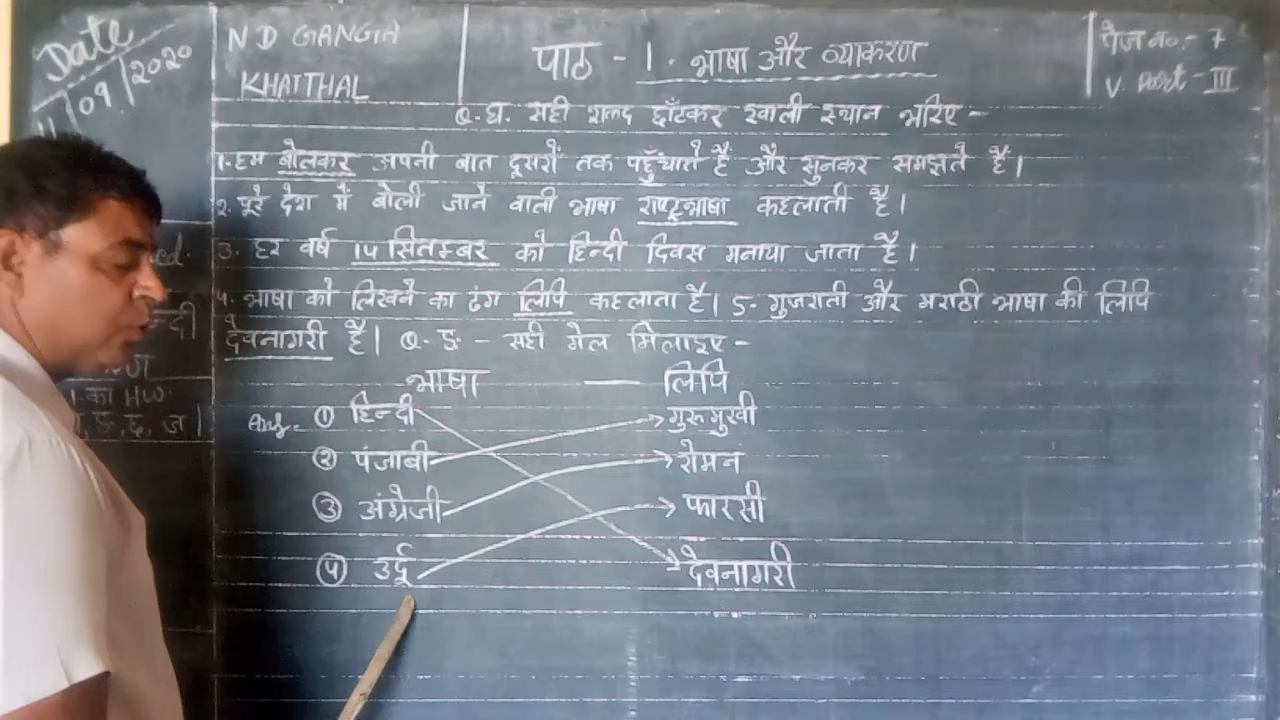 Date
11/09/2020
N D GANGA
KHAITHAL
पाठ - 1. भाषा और व्याकरण
पेज no.- 7
V. Part - III
Q. घ. सही शब्द छाँटकर खाली स्थान भरिए -
1. हम बोलकर अपनी बात दूसरों तक पहुँचाते हैं और सुनकर समझते हैं।
2. पूरे देश में बोली जाने वाली भाषा राष्ट्रभाषा कहलाती है।
3. हर वर्ष 14 सितम्बर को हिन्दी दिवस मनाया जाता है।
4. भाषा को लिखने का ढंग लिपि कहलाता है। 5- गुजराती और मराठी भाषा की लिपि
देवनागरी है। Q. ङ - सही मेल मिलाइए -
भाषा — लिपि
Ans. ① हिन्दी गुरूमुखी
② पंजाबी रोमन
③ अंग्रेजी फारसी
④ उर्दू देवनागरी
ed.
न्दी
1. का HW.
ङ, द, ज।